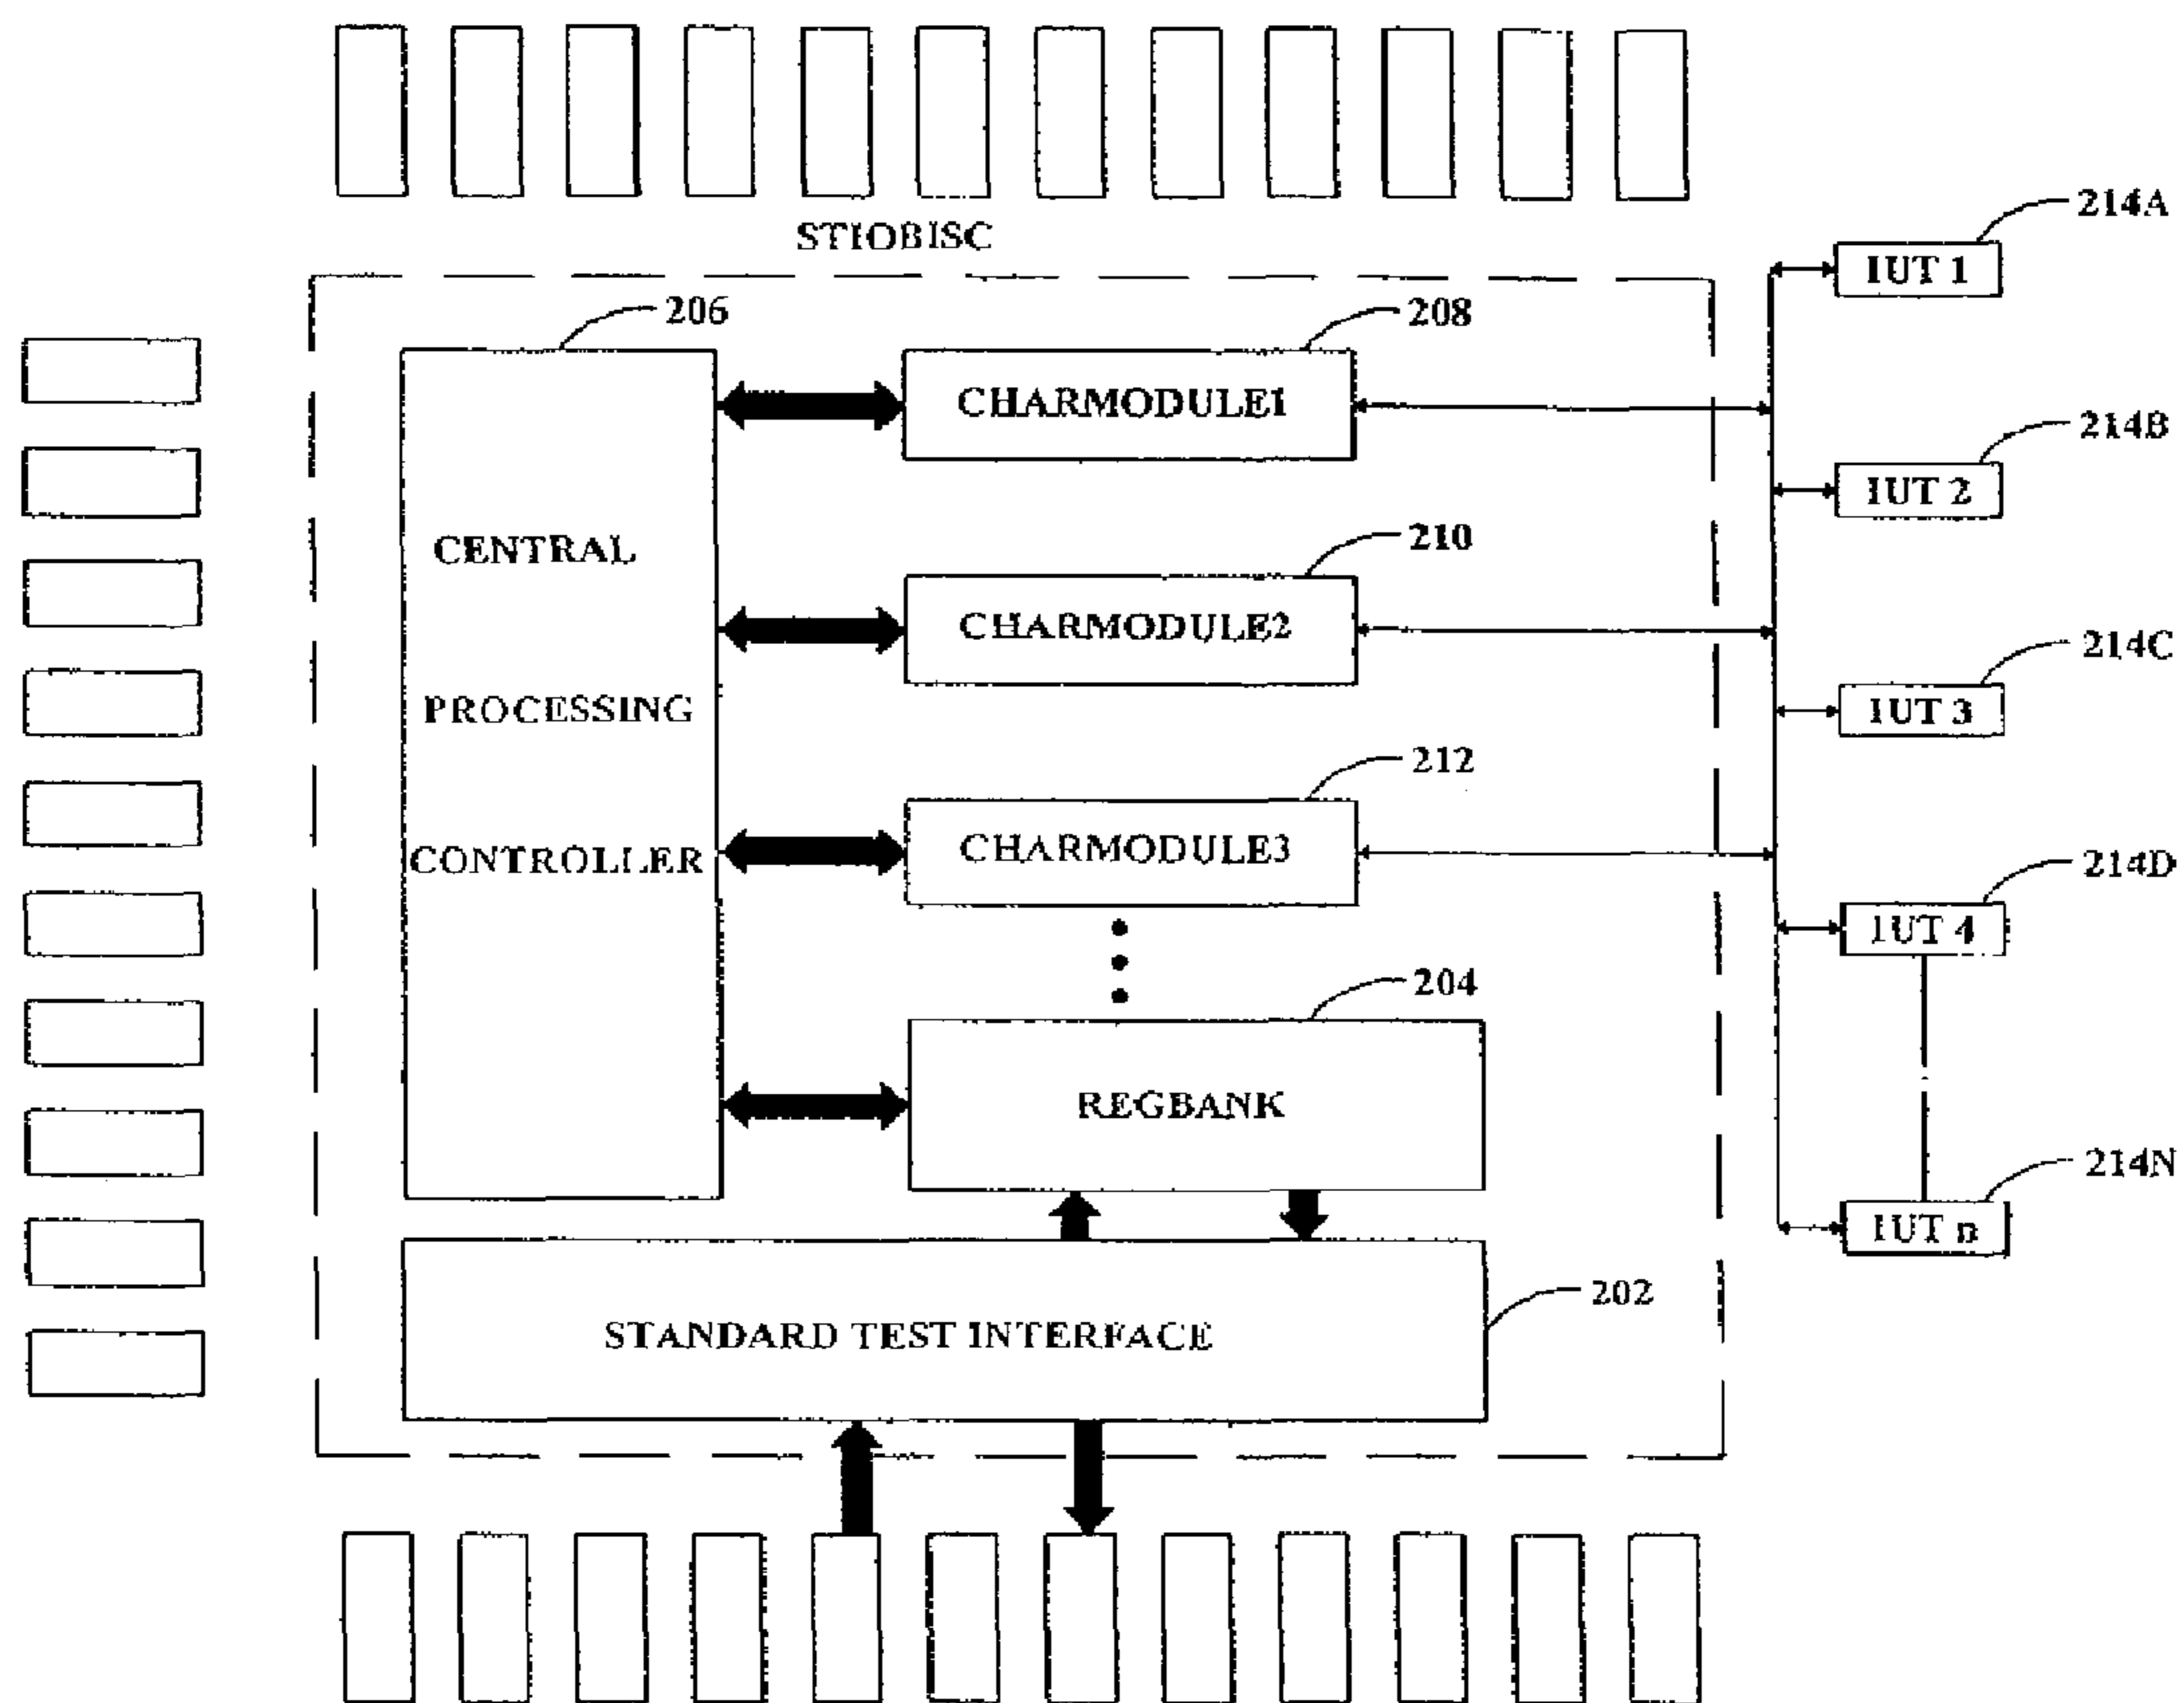 STIOBISC
214A
IUT 1
206
208
CHARMODULE1
214B
IUT 2
210
CENTRAL
CHARMODULE2
214C
PROCESSING
IUT 3
212
CONTROLLER
CHARMODULE3
214D
IUT 4
204
REGBANK
214N
IUT n
202
STANDARD TEST INTERFACE